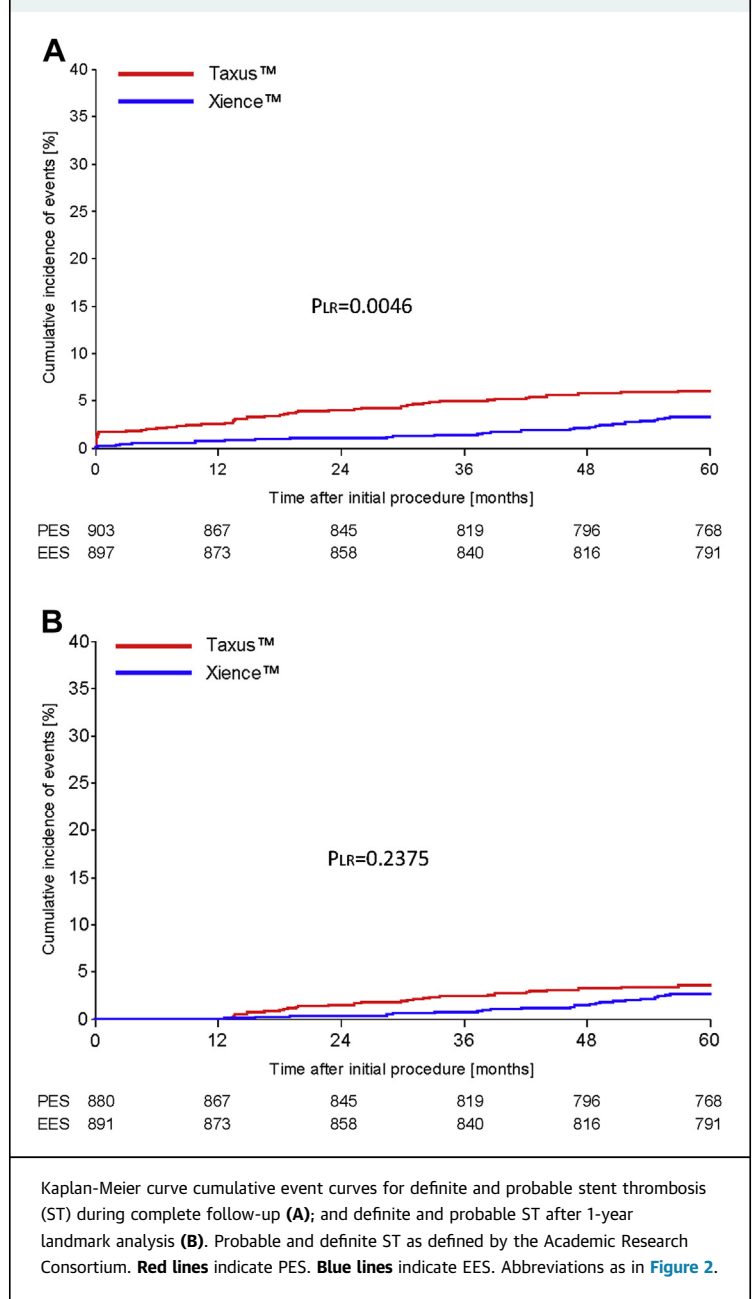 A
Taxus™
Xience™
Cumulative incidence of events [%]
40
35
30
25
20
15
10
5
0
PLR=0.0046
0 12 24 36 48 60
Time after initial procedure [months]
PES 903 867 845 819 796 768
EES 897 873 858 840 816 791
B
Taxus™
Xience™
Cumulative incidence of events [%]
40
35
30
25
20
15
10
5
0
PLR=0.2375
0 12 24 36 48 60
Time after initial procedure [months]
PES 880 867 845 819 796 768
EES 891 873 858 840 816 791
Kaplan-Meier curve cumulative event curves for definite and probable stent thrombosis
(ST) during complete follow-up (A); and definite and probable ST after 1-year
landmark analysis (B). Probable and definite ST as defined by the Academic Research
Consortium. Red lines indicate PES. Blue lines indicate EES. Abbreviations as in Figure 2.